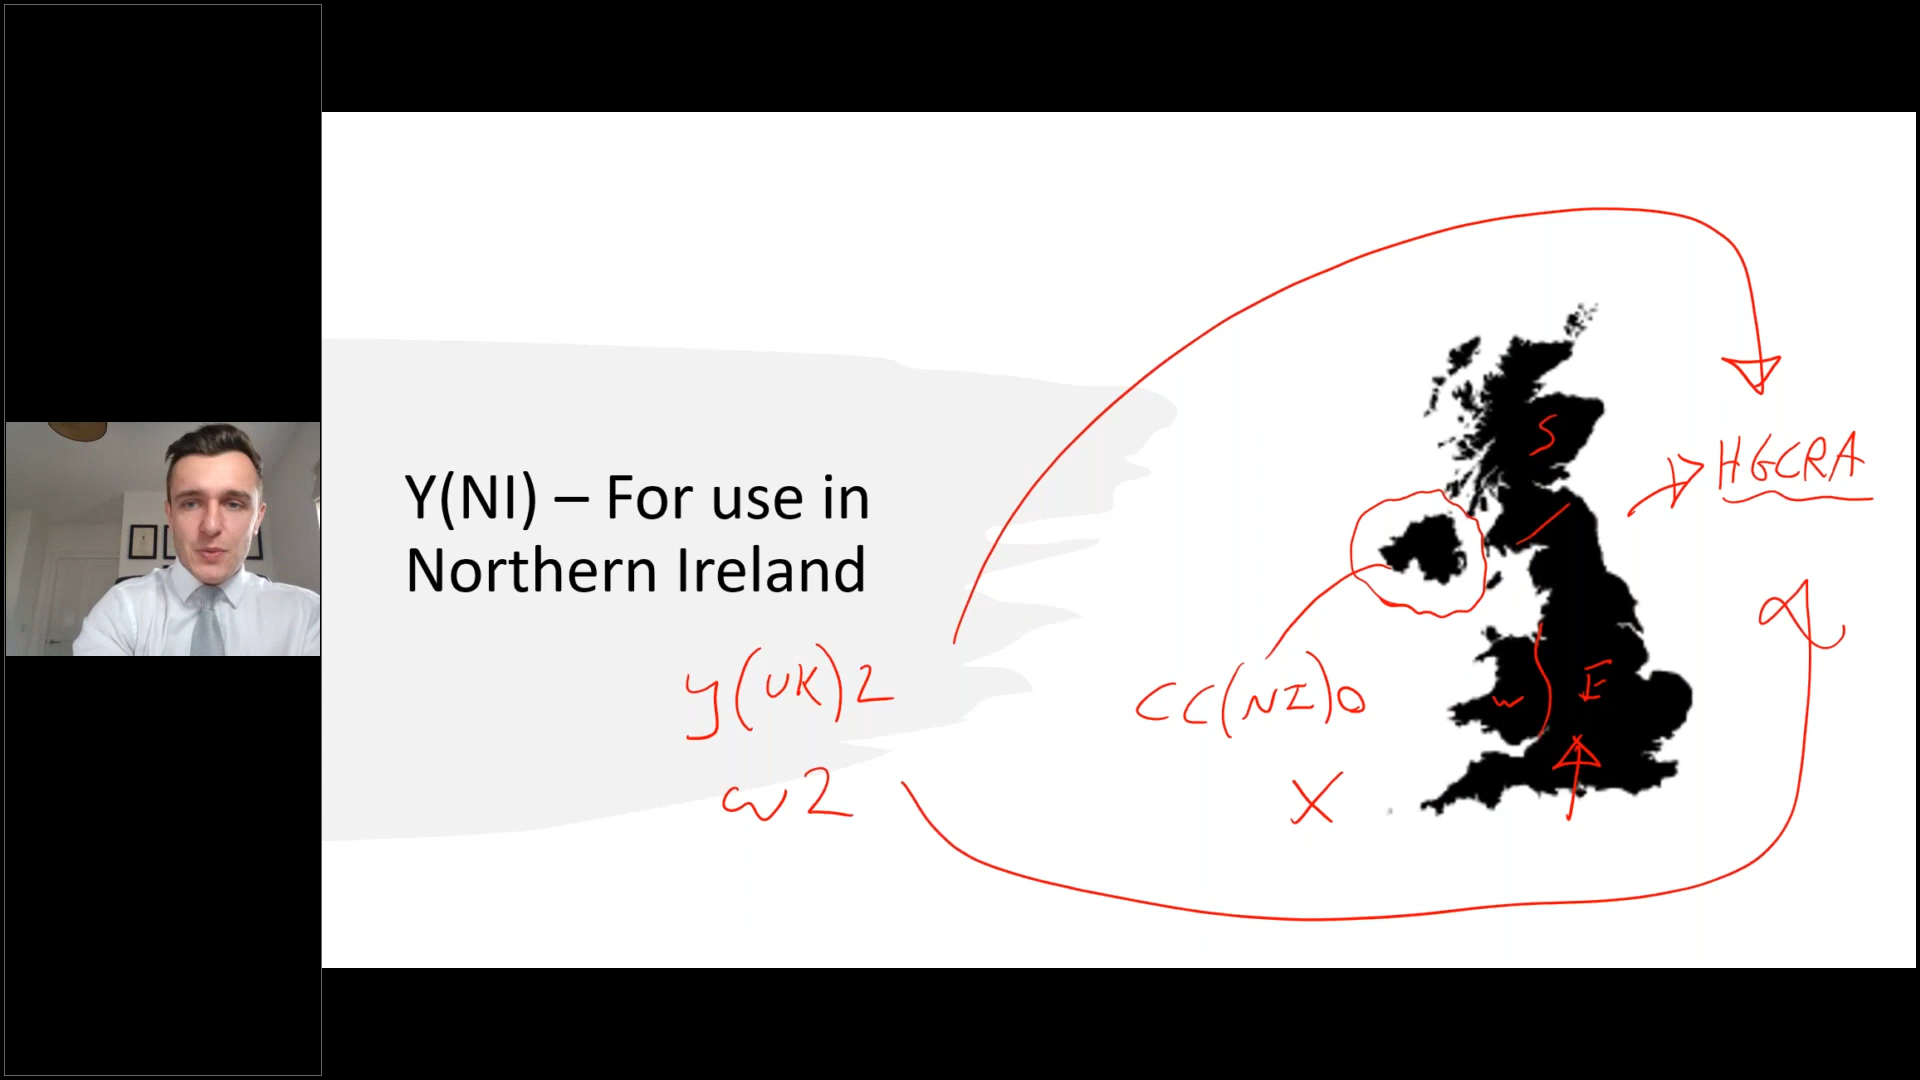 Y(NI) – For use in
Northern Ireland
y(UK)2
w2
CC(NI)O
X
S
W
E
HGCRA